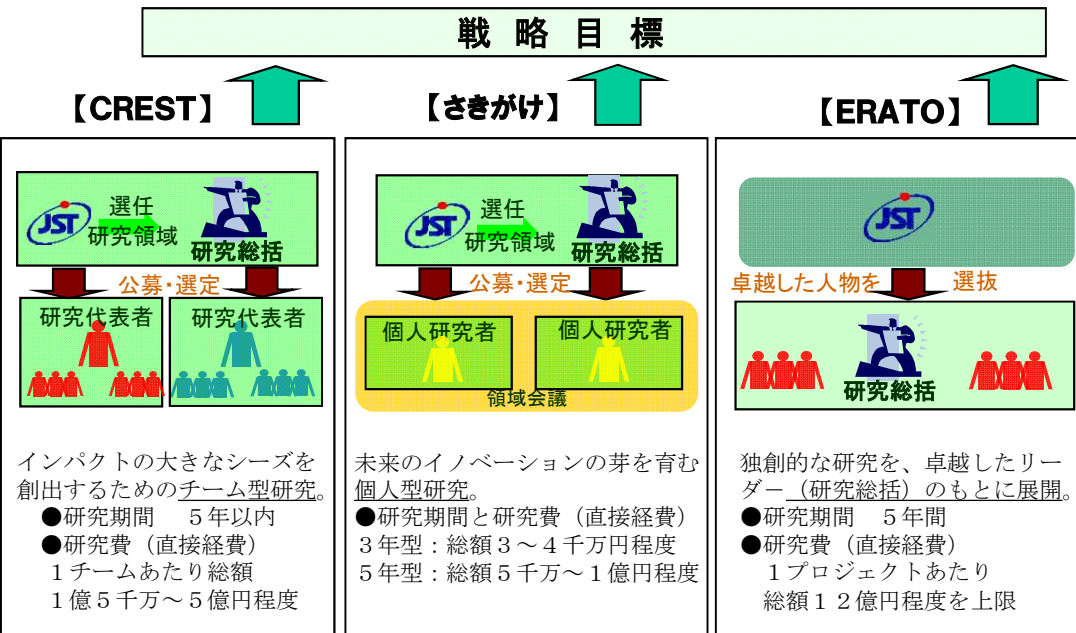 戦略目標
【CREST】
JST
選任
研究領域
研究総括
公募・選定
研究代表者
研究代表者
インパクトの大きなシーズを
創出するためのチーム型研究。
●研究期間　５年以内
●研究費（直接経費）
１チームあたり総額
１億５千万～５億円程度
【さきがけ】
JST
選任
研究領域
研究総括
公募・選定
個人研究者
個人研究者
領域会議
未来のイノベーションの芽を育む
個人型研究。
●研究期間と研究費（直接経費）
３年型：総額３～４千万円程度
５年型：総額５千万～１億円程度
【ERATO】
JST
卓越した人物を　選抜
研究総括
独創的な研究を、卓越したリー
ダー（研究総括）のもとに展開。
●研究期間　５年間
●研究費（直接経費）
１プロジェクトあたり
総額１２億円程度を上限